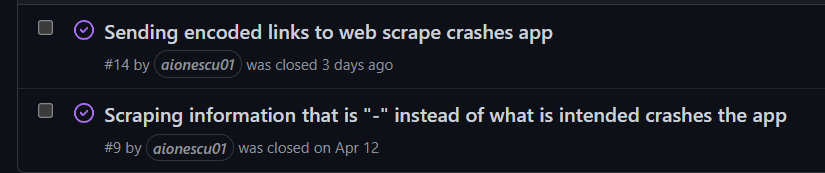 Sending encoded links to web scrape crashes app
#14 by aionescu01 was closed 3 days ago
Scraping information that is "-" instead of what is intended crashes the app
#9 by aionescu01 was closed on Apr 12